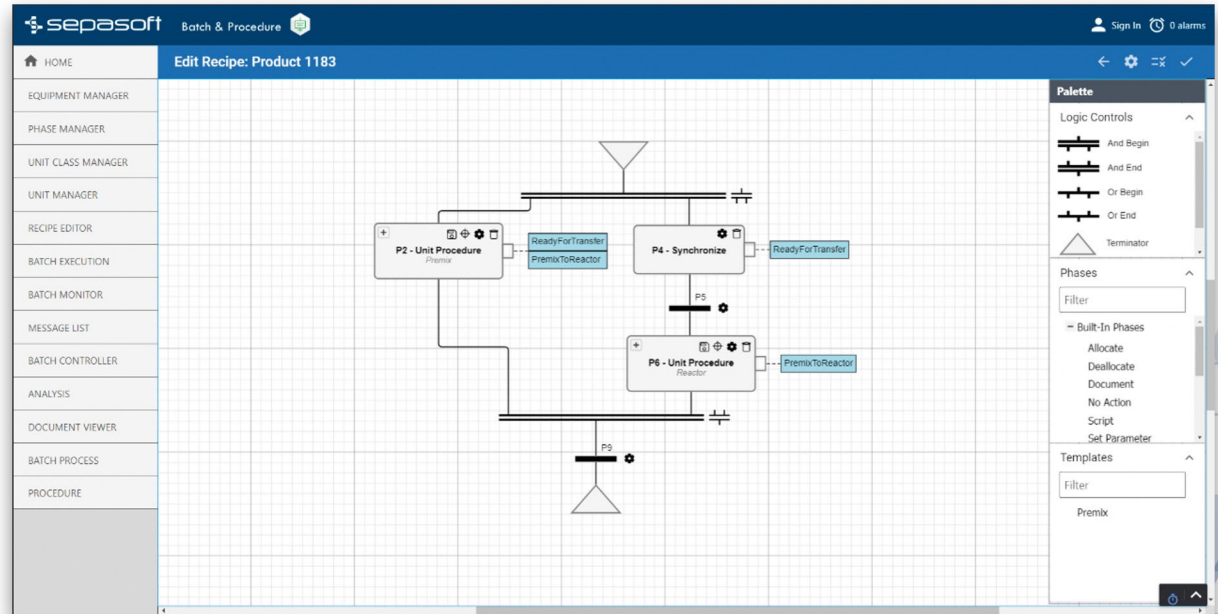 sepasoft Batch & Procedure Sign In 0 alarms
HOME
Edit Recipe: Product 1183
EQUIPMENT MANAGER
PHASE MANAGER
UNIT CLASS MANAGER
UNIT MANAGER
RECIPE EDITOR
BATCH EXECUTION
BATCH MONITOR
MESSAGE LIST
BATCH CONTROLLER
ANALYSIS
DOCUMENT VIEWER
BATCH PROCESS
PROCEDURE
P2 - Unit Procedure
Premix
ReadyForTransfer
PremixToReactor
P4 - Synchronize
ReadyForTransfer
P5
P6 - Unit Procedure
Reactor
PremixToReactor
P9
Palette
Logic Controls
And Begin
And End
Or Begin
Or End
Terminator
Phases
Filter
Built-In Phases
Allocate
Deallocate
Document
No Action
Script
Set Parameter
Templates
Filter
Premix